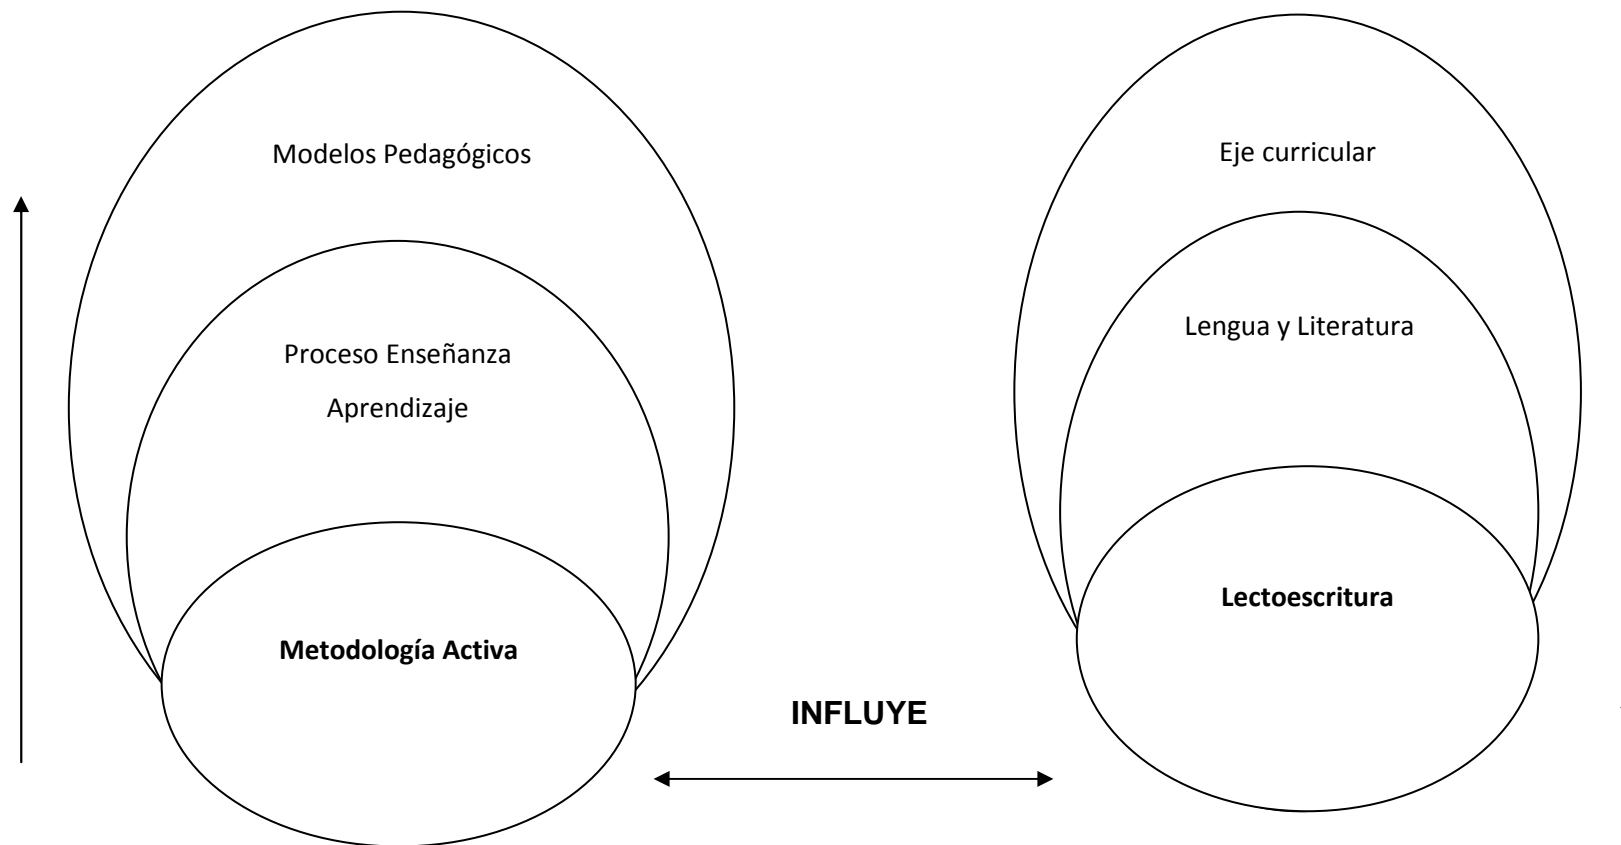 Modelos Pedagógicos
Proceso Enseñanza
Aprendizaje
Metodología Activa
INFLUYE
Eje curricular
Lengua y Literatura
Lectoescritura